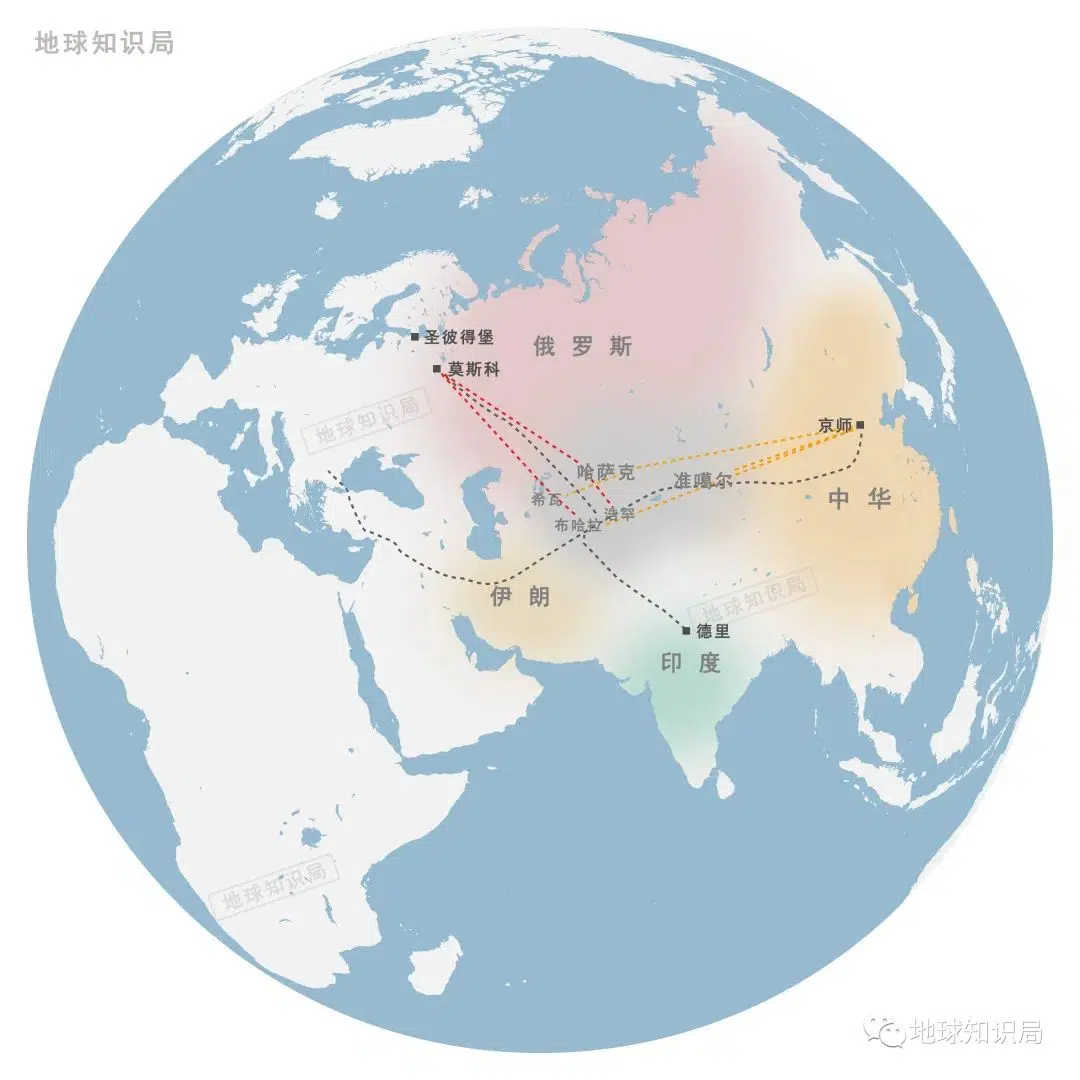 地球知识局
圣彼得堡
俄罗斯
莫斯科
地球知识局
京师
哈萨克
准噶尔
希瓦
中华
浩罕
布哈拉
地球知识局
伊朗
德里
印度
地球知识局
地球知识局